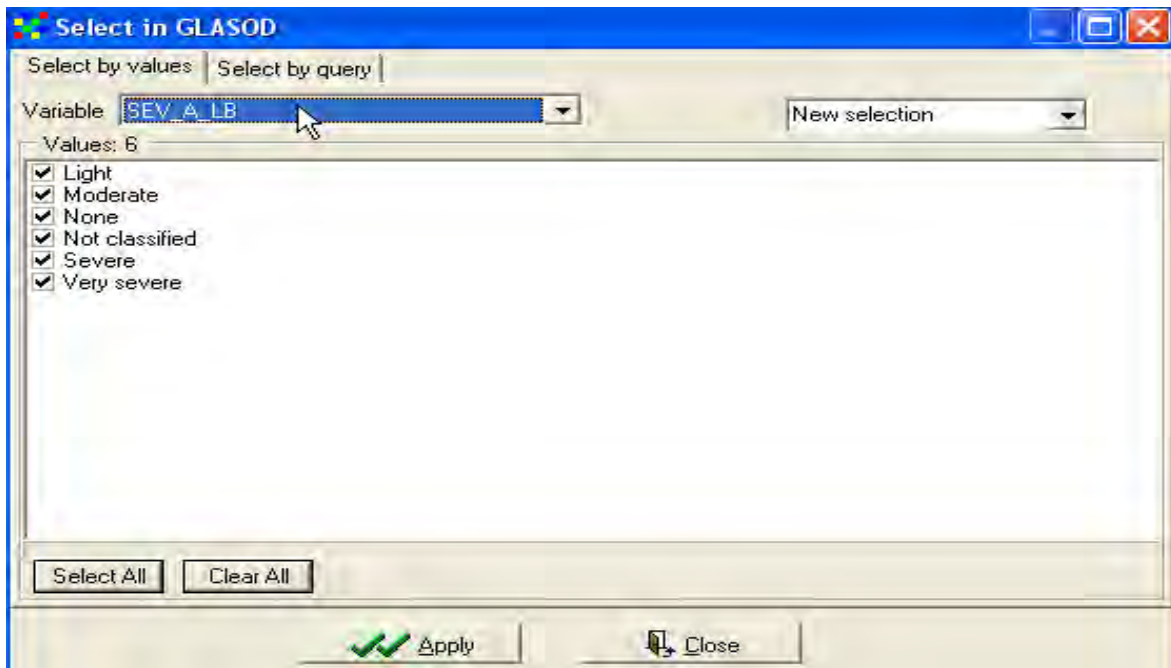 Select in GLASOD
Select by values Select by query
Variable SEV_A_LB New selection
Values: 6
Light
Moderate
None
Not classified
Severe
Very severe
Select All Clear All
Apply Close